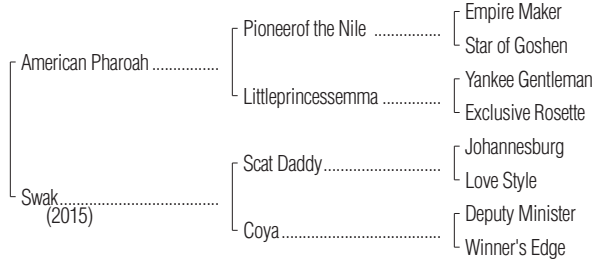 Empire Maker
Pioneerof the Nile ................
Star of Goshen
American Pharoah ................
Yankee Gentleman
Littleprincessemma ..............
Exclusive Rosette
Johannesburg
Scat Daddy.............................
Love Style
Swak.......................................
(2015)
Deputy Minister
Coya.......................................
Winner's Edge